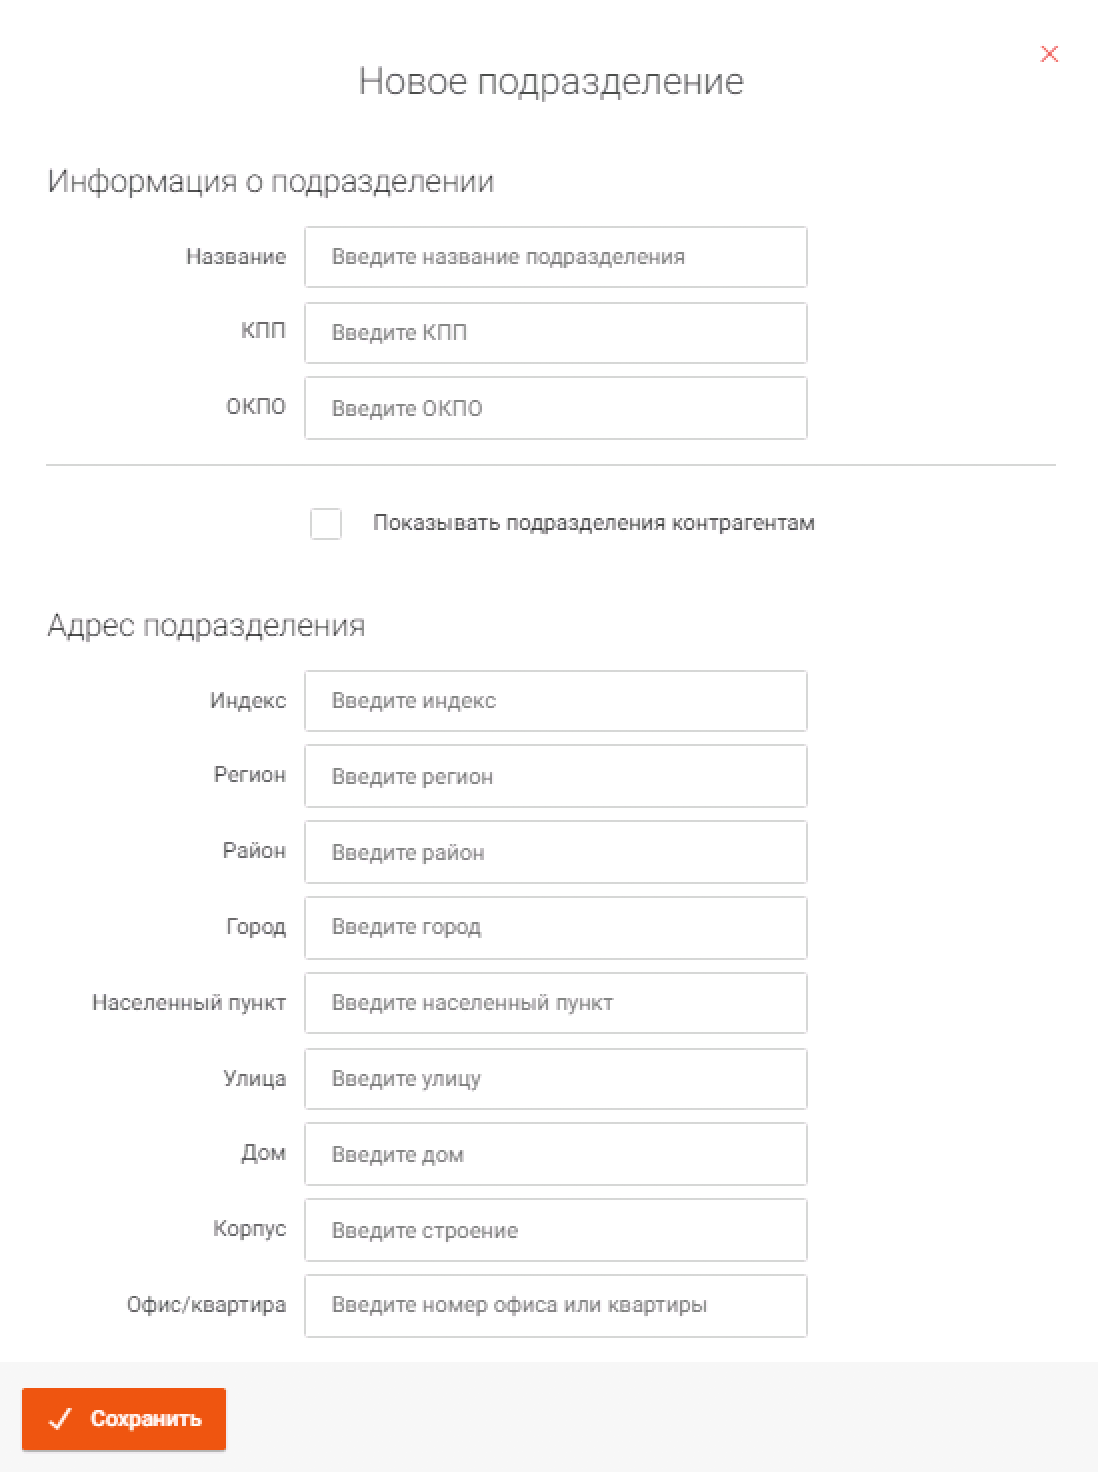 Новое подразделение
Информация о подразделении
Название Введите название подразделения
КПП Введите КПП
ОКПО Введите ОКПО
Показывать подразделения контрагентам
Адрес подразделения
Индекс Введите индекс
Регион Введите регион
Район Введите район
Город Введите город
Населенный пункт Введите населенный пункт
Улица Введите улицу
Дом Введите дом
Корпус Введите строение
Офис/квартира Введите номер офиса или квартиры
Сохранить